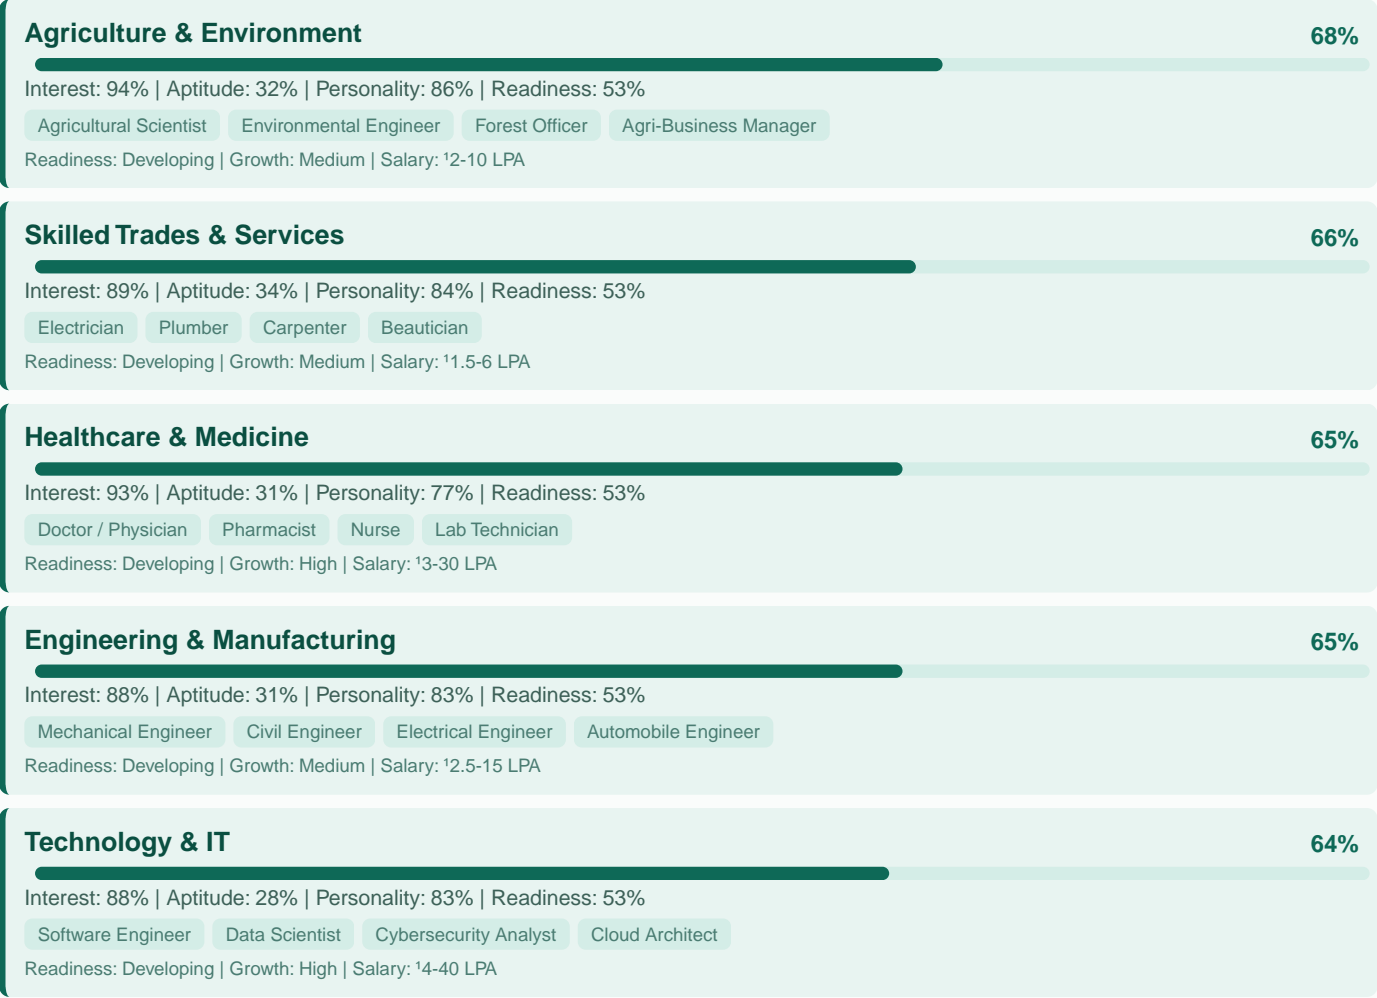 Agriculture & Environment 68%
Interest: 94% | Aptitude: 32% | Personality: 86% | Readiness: 53%
Agricultural Scientist Environmental Engineer Forest Officer Agri-Business Manager
Readiness: Developing | Growth: Medium | Salary: ¹2-10 LPA
Skilled Trades & Services 66%
Interest: 89% | Aptitude: 34% | Personality: 84% | Readiness: 53%
Electrician Plumber Carpenter Beautician
Readiness: Developing | Growth: Medium | Salary: ¹1.5-6 LPA
Healthcare & Medicine 65%
Interest: 93% | Aptitude: 31% | Personality: 77% | Readiness: 53%
Doctor / Physician Pharmacist Nurse Lab Technician
Readiness: Developing | Growth: High | Salary: ¹3-30 LPA
Engineering & Manufacturing 65%
Interest: 88% | Aptitude: 31% | Personality: 83% | Readiness: 53%
Mechanical Engineer Civil Engineer Electrical Engineer Automobile Engineer
Readiness: Developing | Growth: Medium | Salary: ¹2.5-15 LPA
Technology & IT 64%
Interest: 88% | Aptitude: 28% | Personality: 83% | Readiness: 53%
Software Engineer Data Scientist Cybersecurity Analyst Cloud Architect
Readiness: Developing | Growth: High | Salary: ¹4-40 LPA